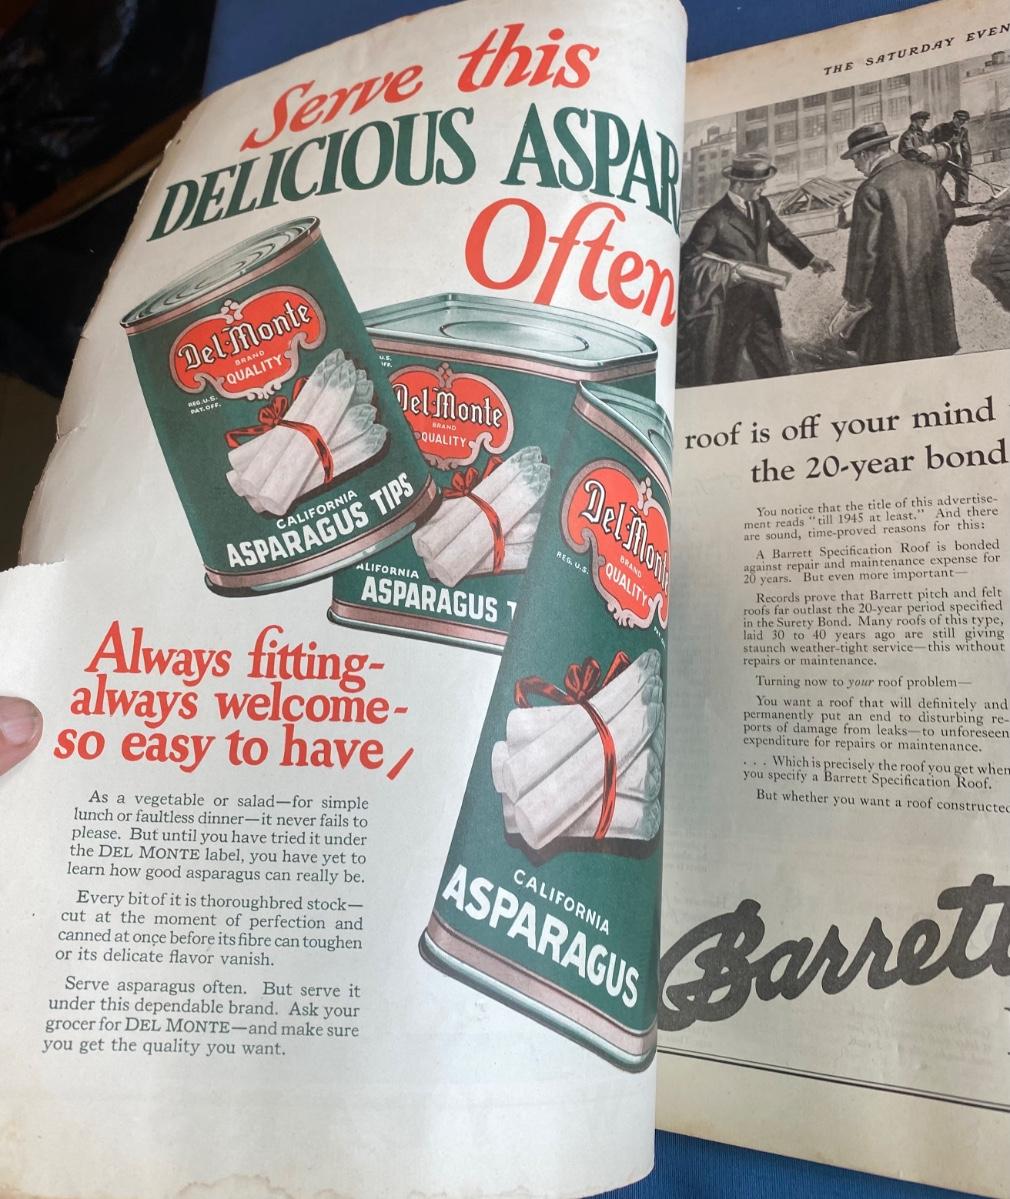 Serve this
DELICIOUS ASPAR
Often
Del Monte
BRAND
QUALITY
REG. U.S.
PAT. OFF.
CALIFORNIA
ASPARAGUS TIPS
U.S.
Del Monte
BRAND
QUALITY
ALIFORNIA
ASPARAGUS T
Del Monte
BRAND
QUALITY
REG. U.S.
CALIFORNIA
ASPARAGUS
Always fitting-
always welcome-
so easy to have!
As a vegetable or salad—for simple
lunch or faultless dinner—it never fails to
please. But until you have tried it under
the DEL MONTE label, you have yet to
learn how good asparagus can really be.
Every bit of it is thoroughbred stock—
cut at the moment of perfection and
canned at once before its fibre can toughen
or its delicate flavor vanish.
Serve asparagus often. But serve it
under this dependable brand. Ask your
grocer for DEL MONTE—and make sure
you get the quality you want.
THE SATURDAY EVEN
roof is off your mind
the 20-year bond
You notice that the title of this advertise-
ment reads "till 1945 at least." And there
are sound, time-proved reasons for this:
A Barrett Specification Roof is bonded
against repair and maintenance expense for
20 years. But even more important—
Records prove that Barrett pitch and felt
roofs far outlast the 20-year period specified
in the Surety Bond. Many roofs of this type,
laid 30 to 40 years ago are still giving
staunch weather-tight service—this without
repairs or maintenance.
Turning now to your roof problem—
You want a roof that will definitely and
permanently put an end to disturbing re-
ports of damage from leaks—to unforeseen
expenditure for repairs or maintenance.
. . . Which is precisely the roof you get when
you specify a Barrett Specification Roof.
But whether you want a roof constructed
Barrett